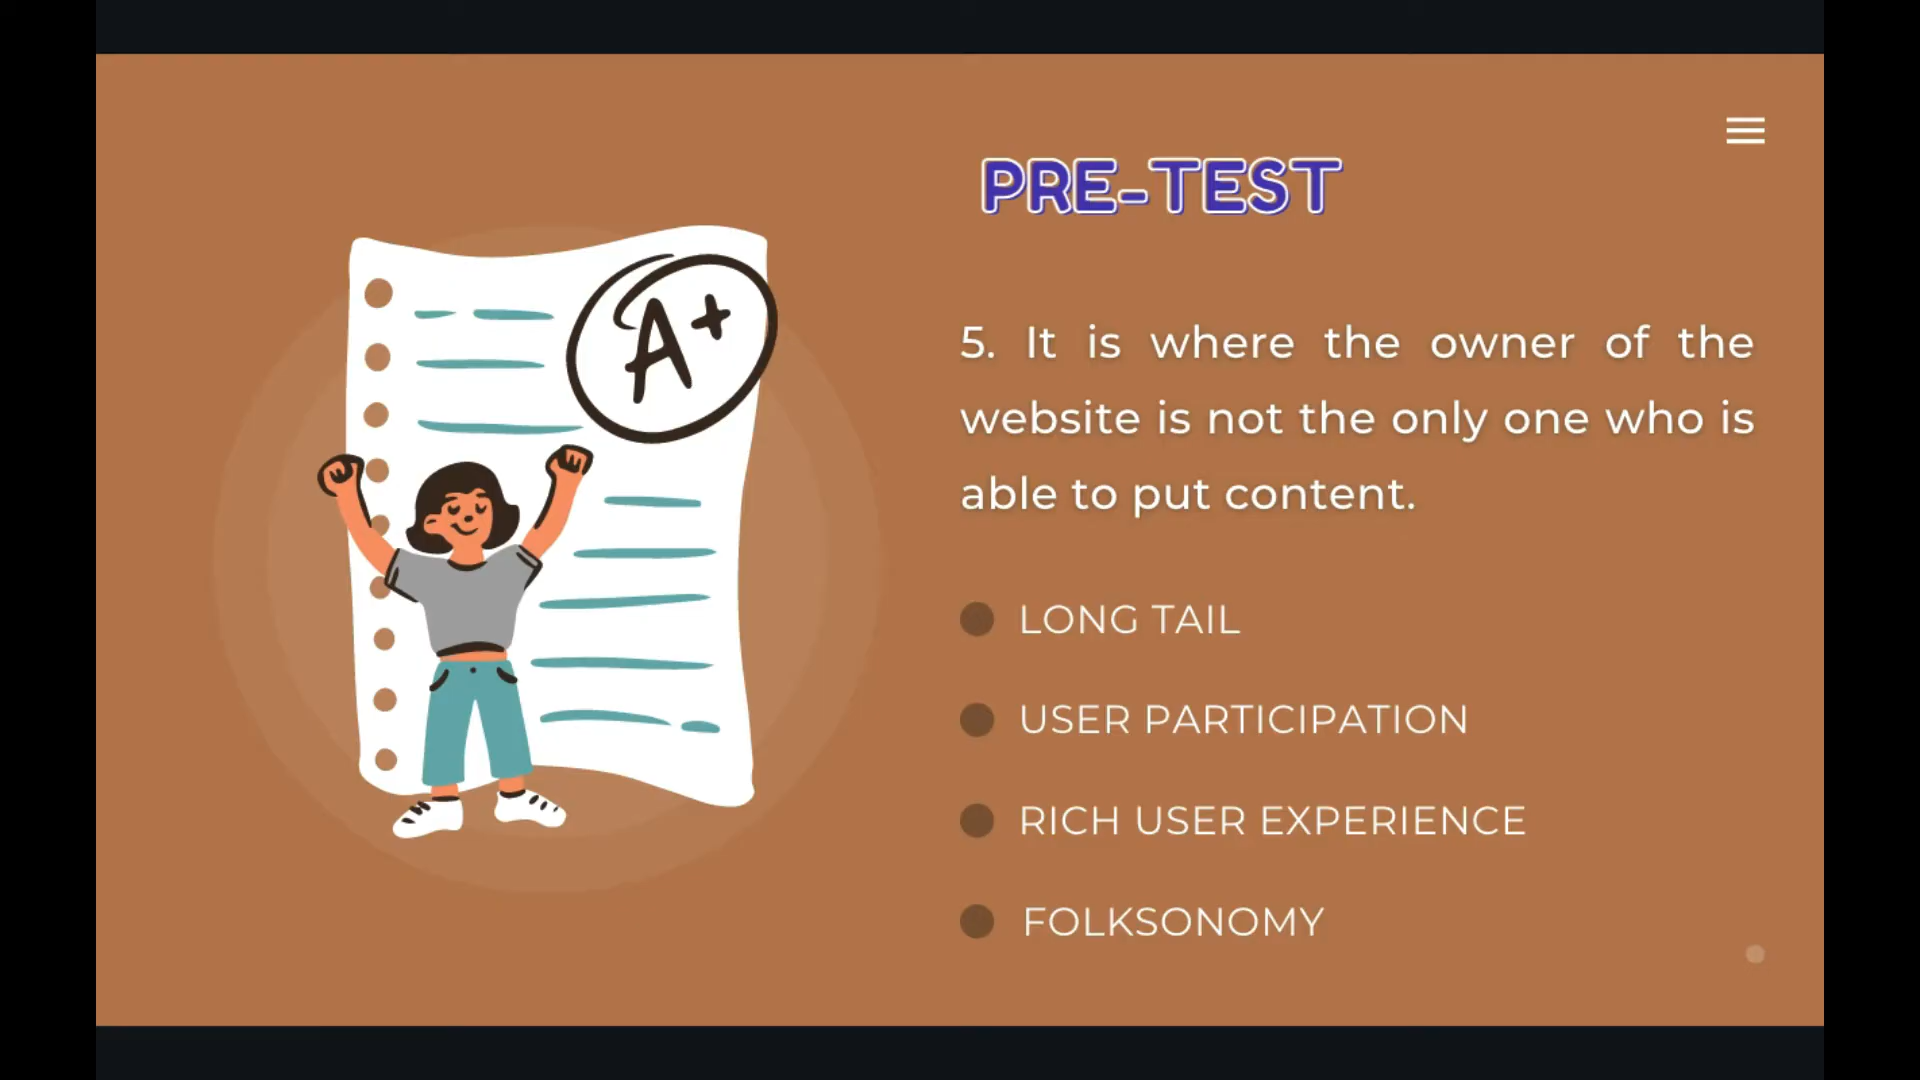 PRE-TEST
A+
5. It is where the owner of the
website is not the only one who is
able to put content.
LONG TAIL
USER PARTICIPATION
RICH USER EXPERIENCE
FOLKSONOMY